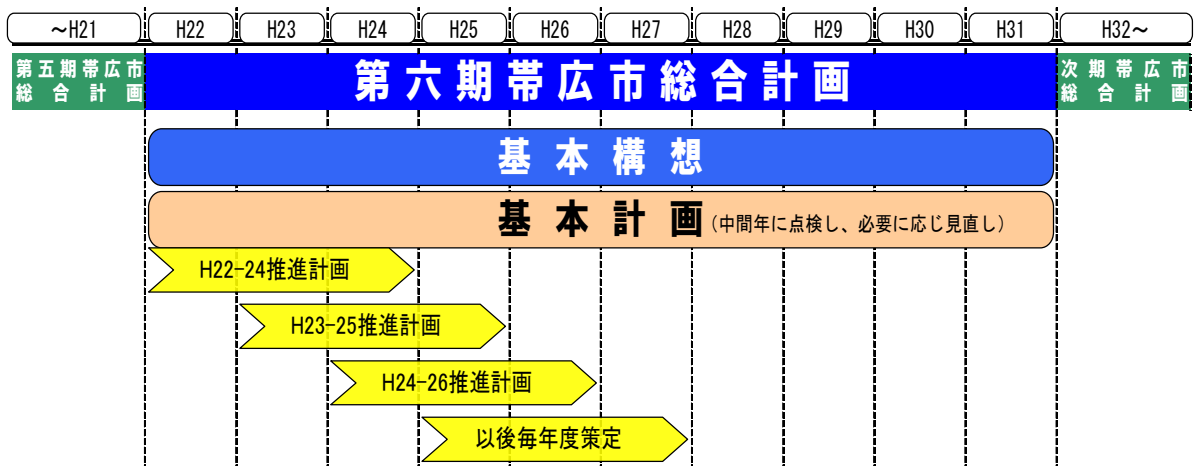 ～H21 H22 H23 H24 H25 H26 H27 H28 H29 H30 H31 H32～
第五期帯広市
総合計画
第六期帯広市総合計画
次期帯広市
総合計画
基本構想
基本計画（中間年に点検し、必要に応じ見直し）
H22-24推進計画
H23-25推進計画
H24-26推進計画
以後毎年度策定